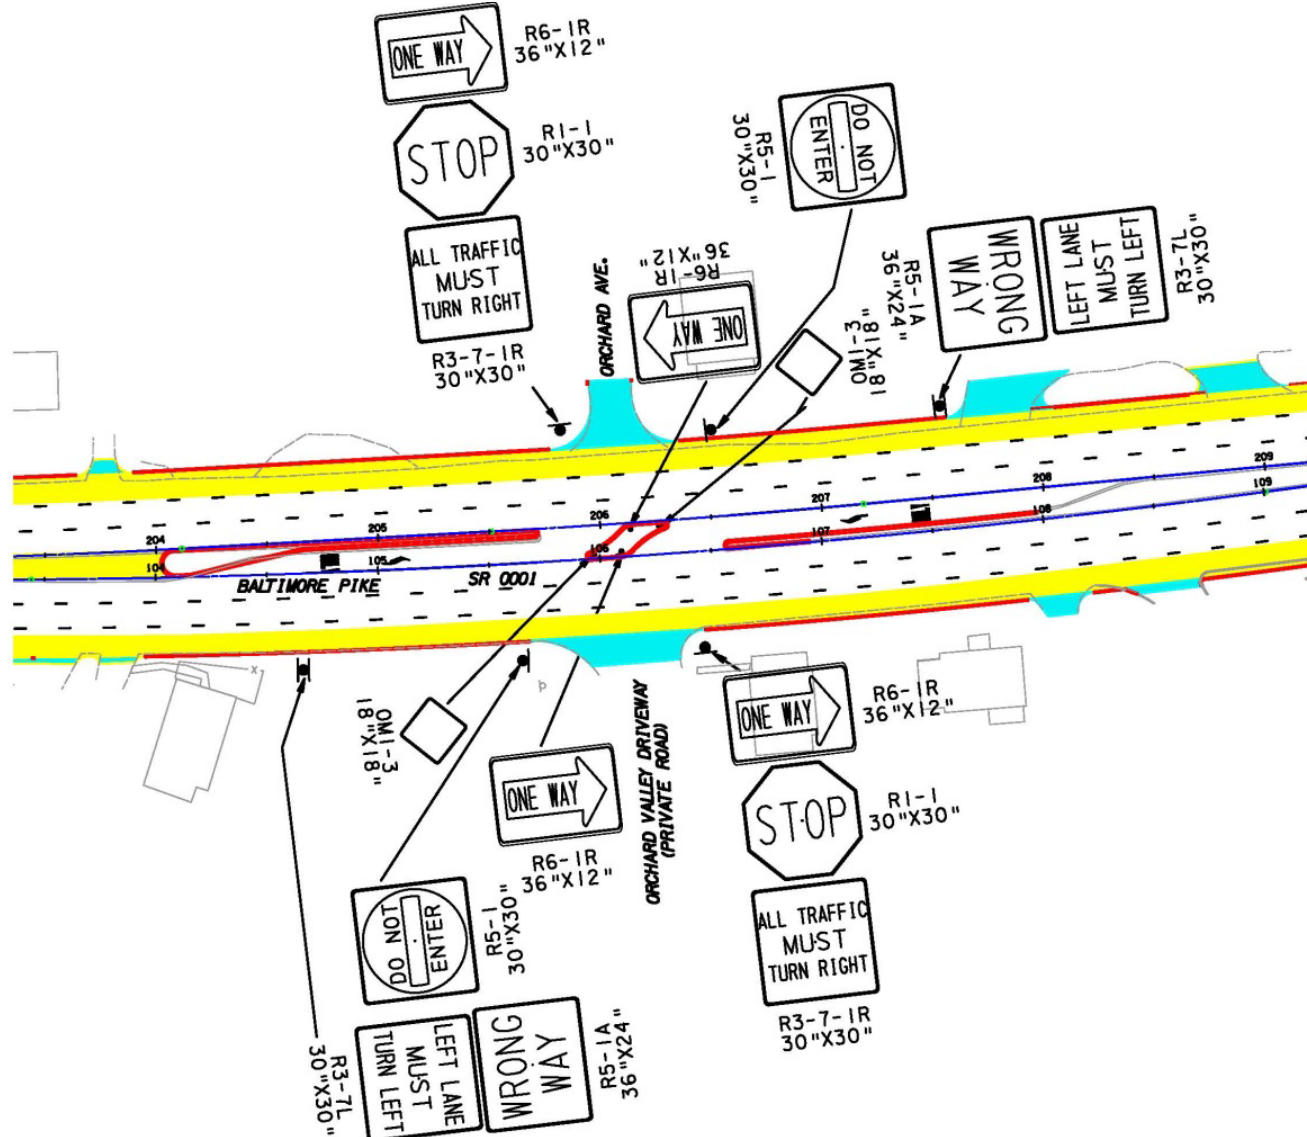 ONE WAY
R6-1R
36"X12"
STOP
R1-1
30"X30"
ALL TRAFFIC
MUST
TURN RIGHT
R3-7-1R
30"X30"
ORCHARD AVE.
R6-1R
36"X12"
ONE WAY
DO NOT
ENTER
R5-1
30"X30"
OM1-3
18"X18"
WRONG
WAY
R5-1A
36"X24"
LEFT LANE
MUST
TURN LEFT
R3-7L
30"X30"
204
205
206
207
208
209
104
105
106
107
108
109
BALTIMORE PIKE
SR 0001
OM1-3
18"X18"
ONE WAY
R6-1R
36"X12"
ORCHARD VALLEY DRIVEWAY
(PRIVATE ROAD)
ONE WAY
R6-1R
36"X12"
STOP
R1-1
30"X30"
ALL TRAFFIC
MUST
TURN RIGHT
R3-7-1R
30"X30"
DO NOT
ENTER
R5-1
30"X30"
LEFT LANE
MUST
TURN LEFT
R3-7L
30"X30"
WRONG
WAY
R5-1A
36"X24"